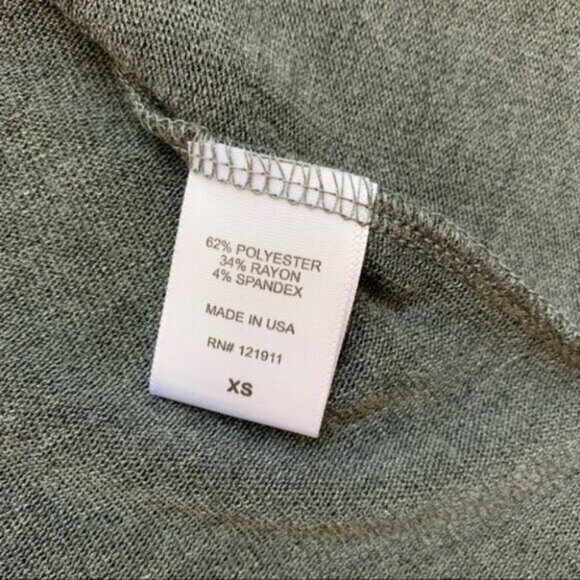 62% POLYESTER
34% RAYON
4% SPANDEX
MADE IN USA
RN# 121911
XS